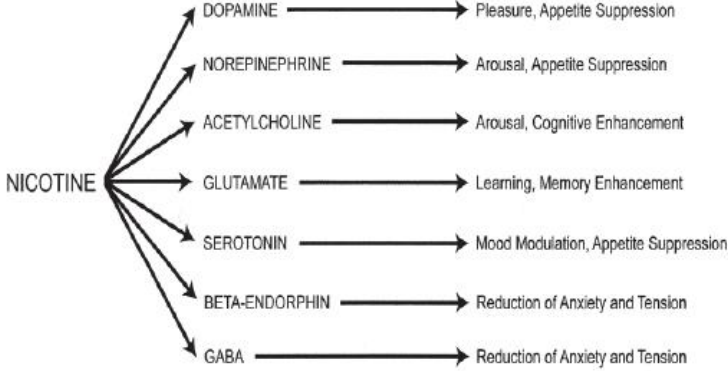 DOPAMINE Pleasure, Appetite Suppression
NOREPINEPHRINE Arousal, Appetite Suppression
ACETYLCHOLINE Arousal, Cognitive Enhancement
NICOTINE GLUTAMATE Learning, Memory Enhancement
SEROTONIN Mood Modulation, Appetite Suppression
BETA-ENDORPHIN Reduction of Anxiety and Tension
GABA Reduction of Anxiety and Tension